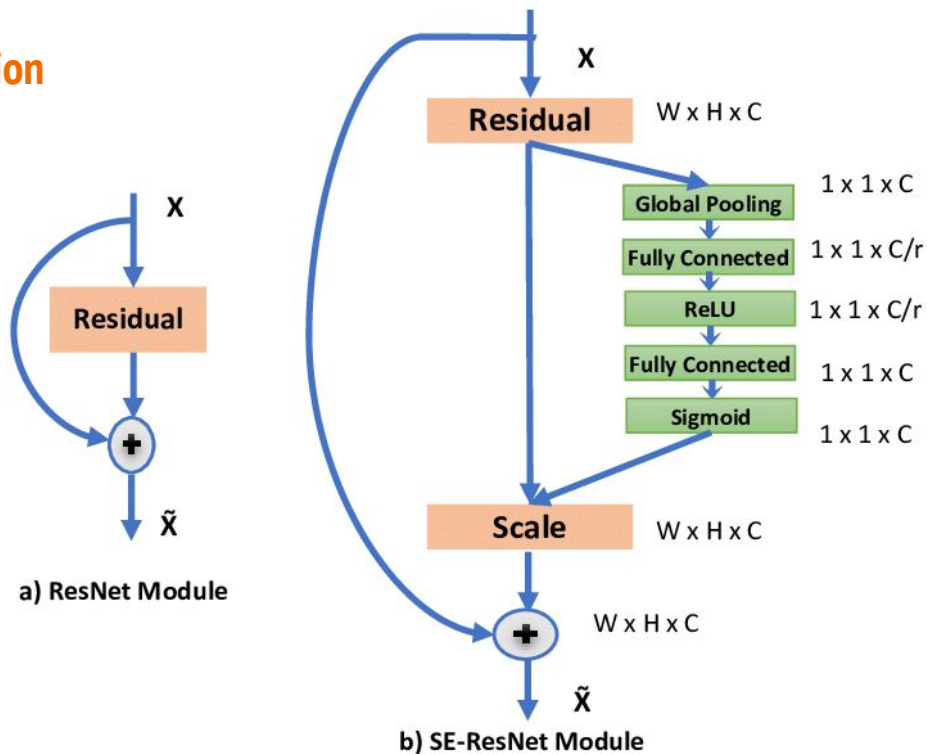 ion
X
Residual
+
X̃
a) ResNet Module
X
Residual
W x H x C
Global Pooling
1 x 1 x C
Fully Connected
1 x 1 x C/r
ReLU
1 x 1 x C/r
Fully Connected
1 x 1 x C
Sigmoid
1 x 1 x C
Scale
W x H x C
+
W x H x C
X̃
b) SE-ResNet Module